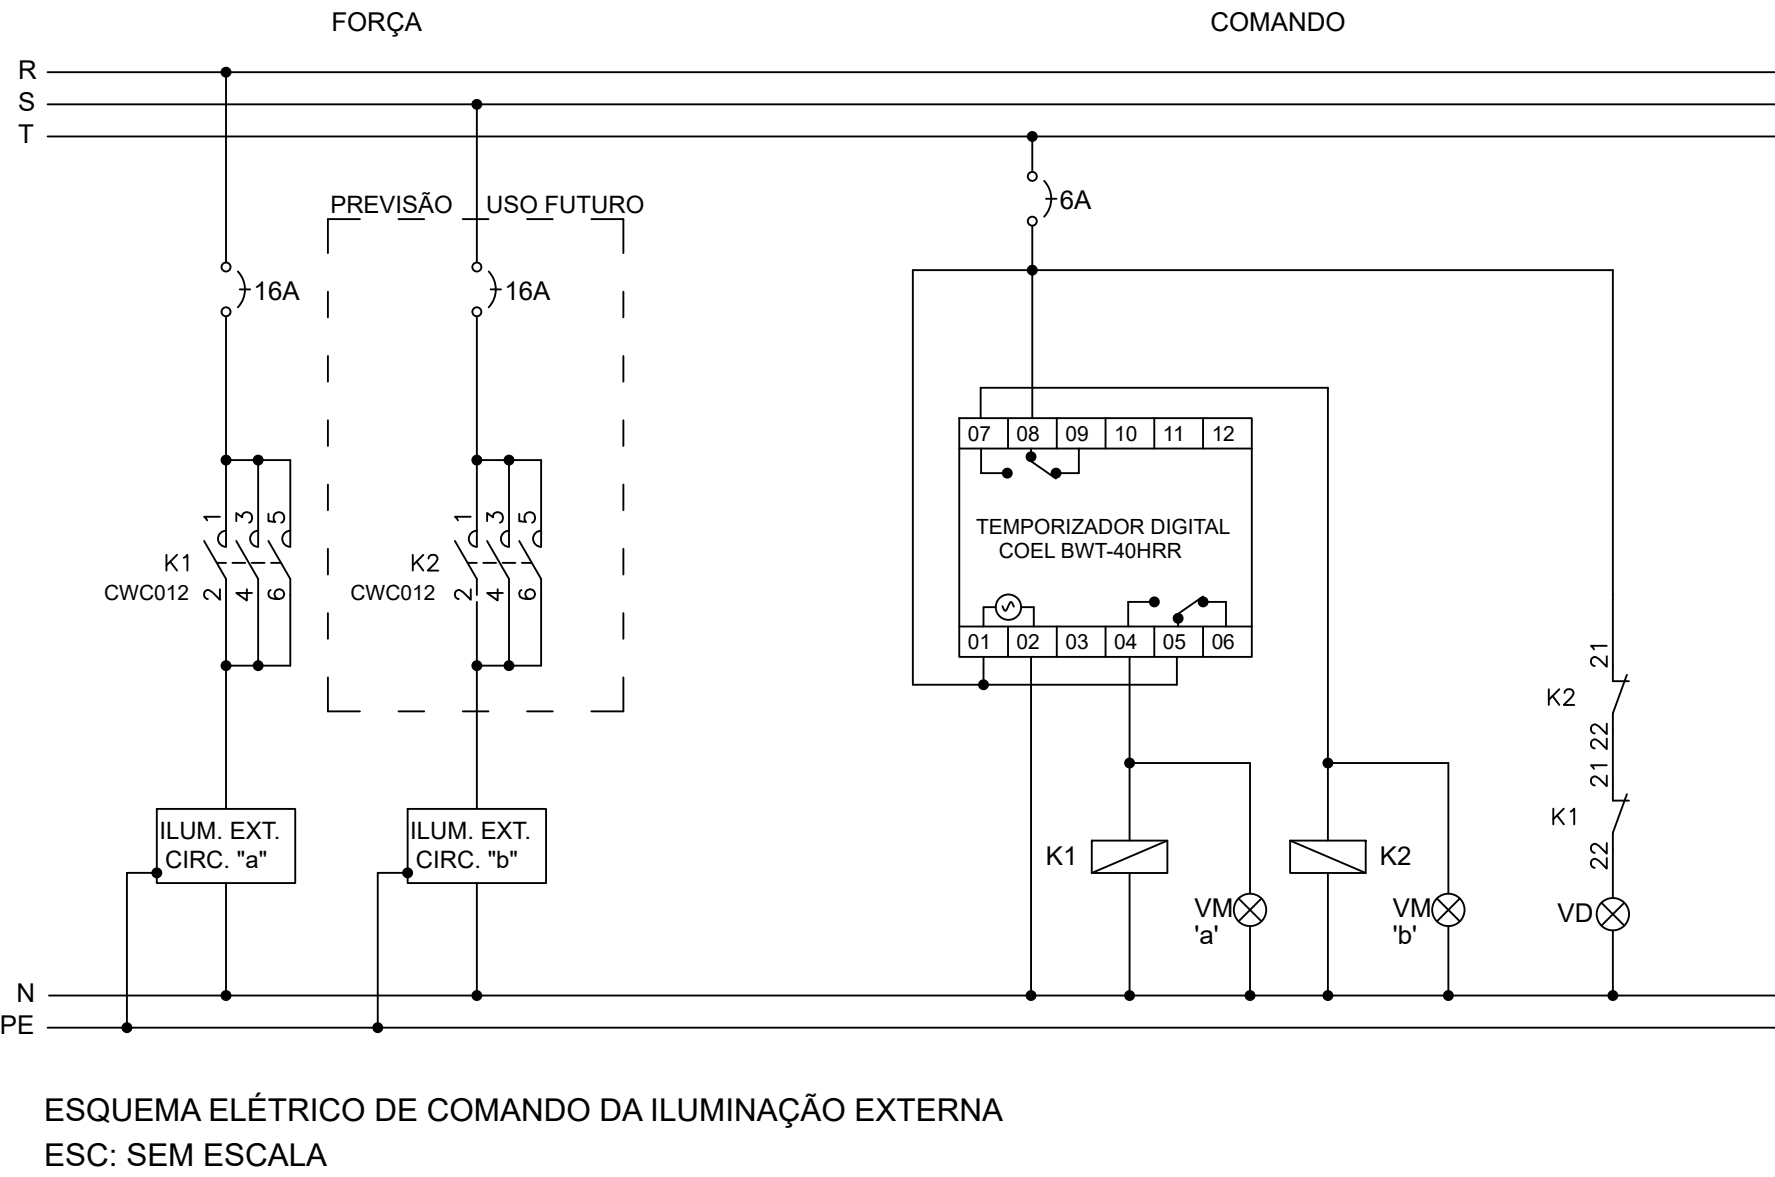 FORÇA
COMANDO
R
S
T
6A
PREVISÃO USO FUTURO
16A
16A
07 08 09 10 11 12
1 3 5
1 3 5
TEMPORIZADOR DIGITAL
COEL BWT-40HRR
K1
CWC012
2 4 6
K2
CWC012
2 4 6
01 02 03 04 05 06
21
K2
22
21
K1
22
ILUM. EXT.
CIRC. "a"
ILUM. EXT.
CIRC. "b"
K1
K2
VM
'a'
VM
'b'
VD
N
PE
ESQUEMA ELÉTRICO DE COMANDO DA ILUMINAÇÃO EXTERNA
ESC: SEM ESCALA